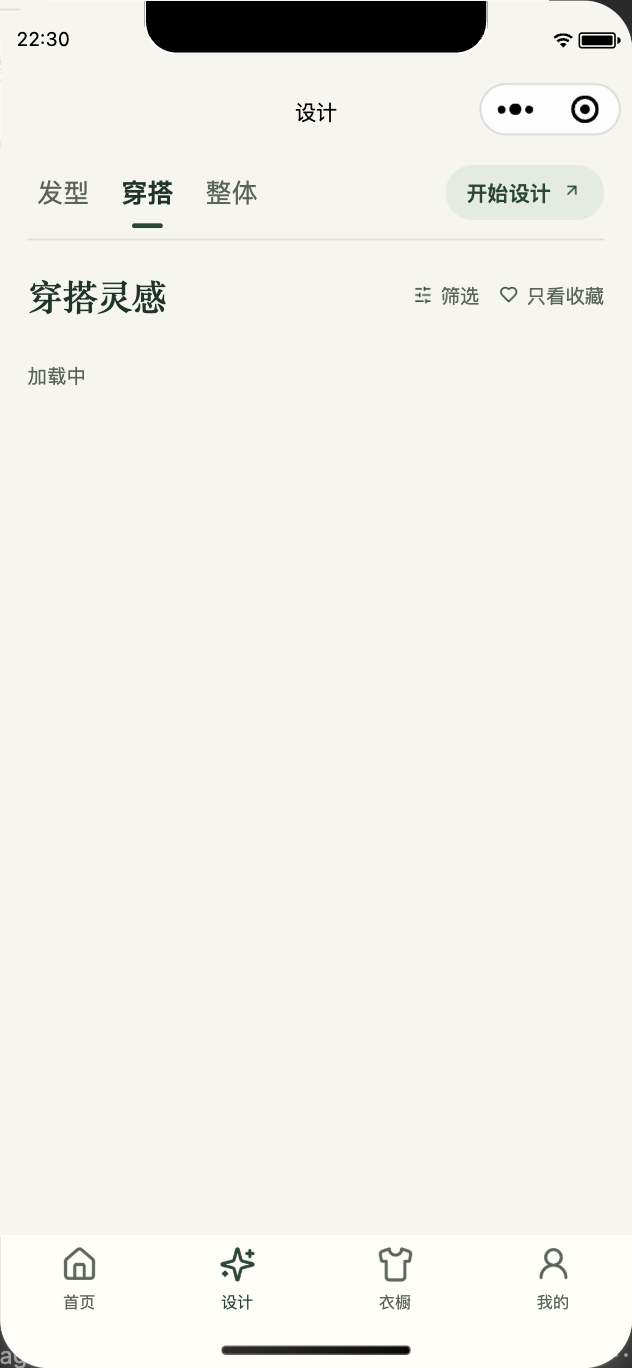 22:30
设计
发型 穿搭 整体 开始设计
穿搭灵感 筛选 只看收藏
加载中
首页 设计 衣橱 我的